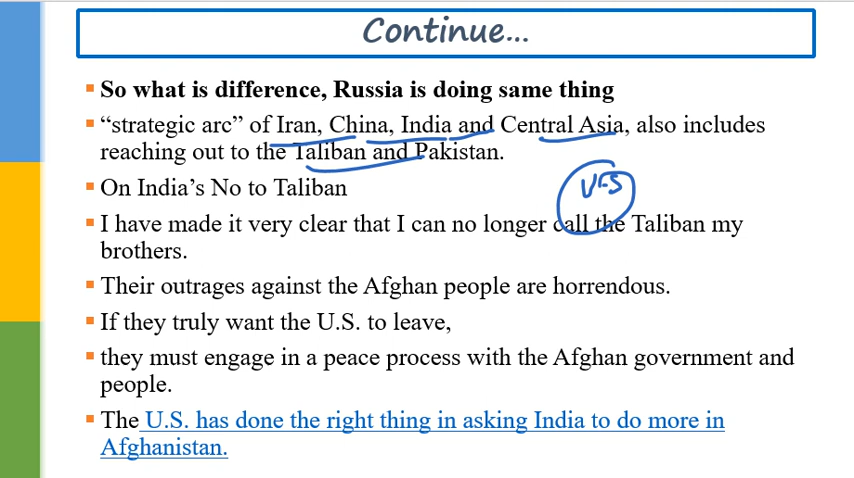 Continue...
So what is difference, Russia is doing same thing
“strategic arc” of Iran, China, India and Central Asia, also includes
reaching out to the Taliban and Pakistan.
On India’s No to Taliban
I have made it very clear that I can no longer call the Taliban my
brothers.
Their outrages against the Afghan people are horrendous.
If they truly want the U.S. to leave,
they must engage in a peace process with the Afghan government and
people.
The U.S. has done the right thing in asking India to do more in
Afghanistan.